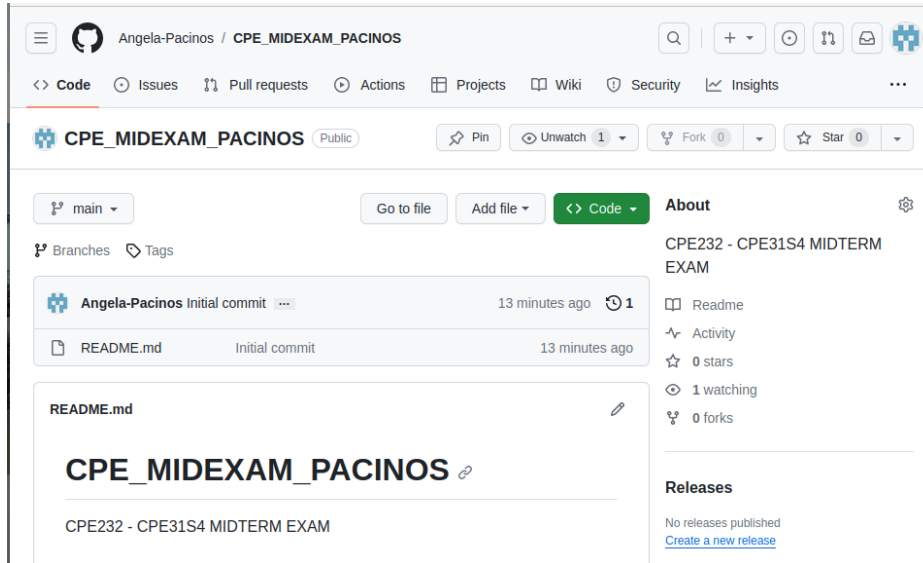 Angela-Pacinos / CPE_MIDEXAM_PACINOS
Code Issues Pull requests Actions Projects Wiki Security Insights
CPE_MIDEXAM_PACINOS Public Pin Unwatch 1 Fork 0 Star 0
main Go to file Add file Code
Branches Tags
Angela-Pacinos Initial commit 13 minutes ago 1
README.md Initial commit 13 minutes ago
README.md
CPE_MIDEXAM_PACINOS
CPE232 - CPE31S4 MIDTERM EXAM
About
CPE232 - CPE31S4 MIDTERM
EXAM
Readme
Activity
0 stars
1 watching
0 forks
Releases
No releases published
Create a new release